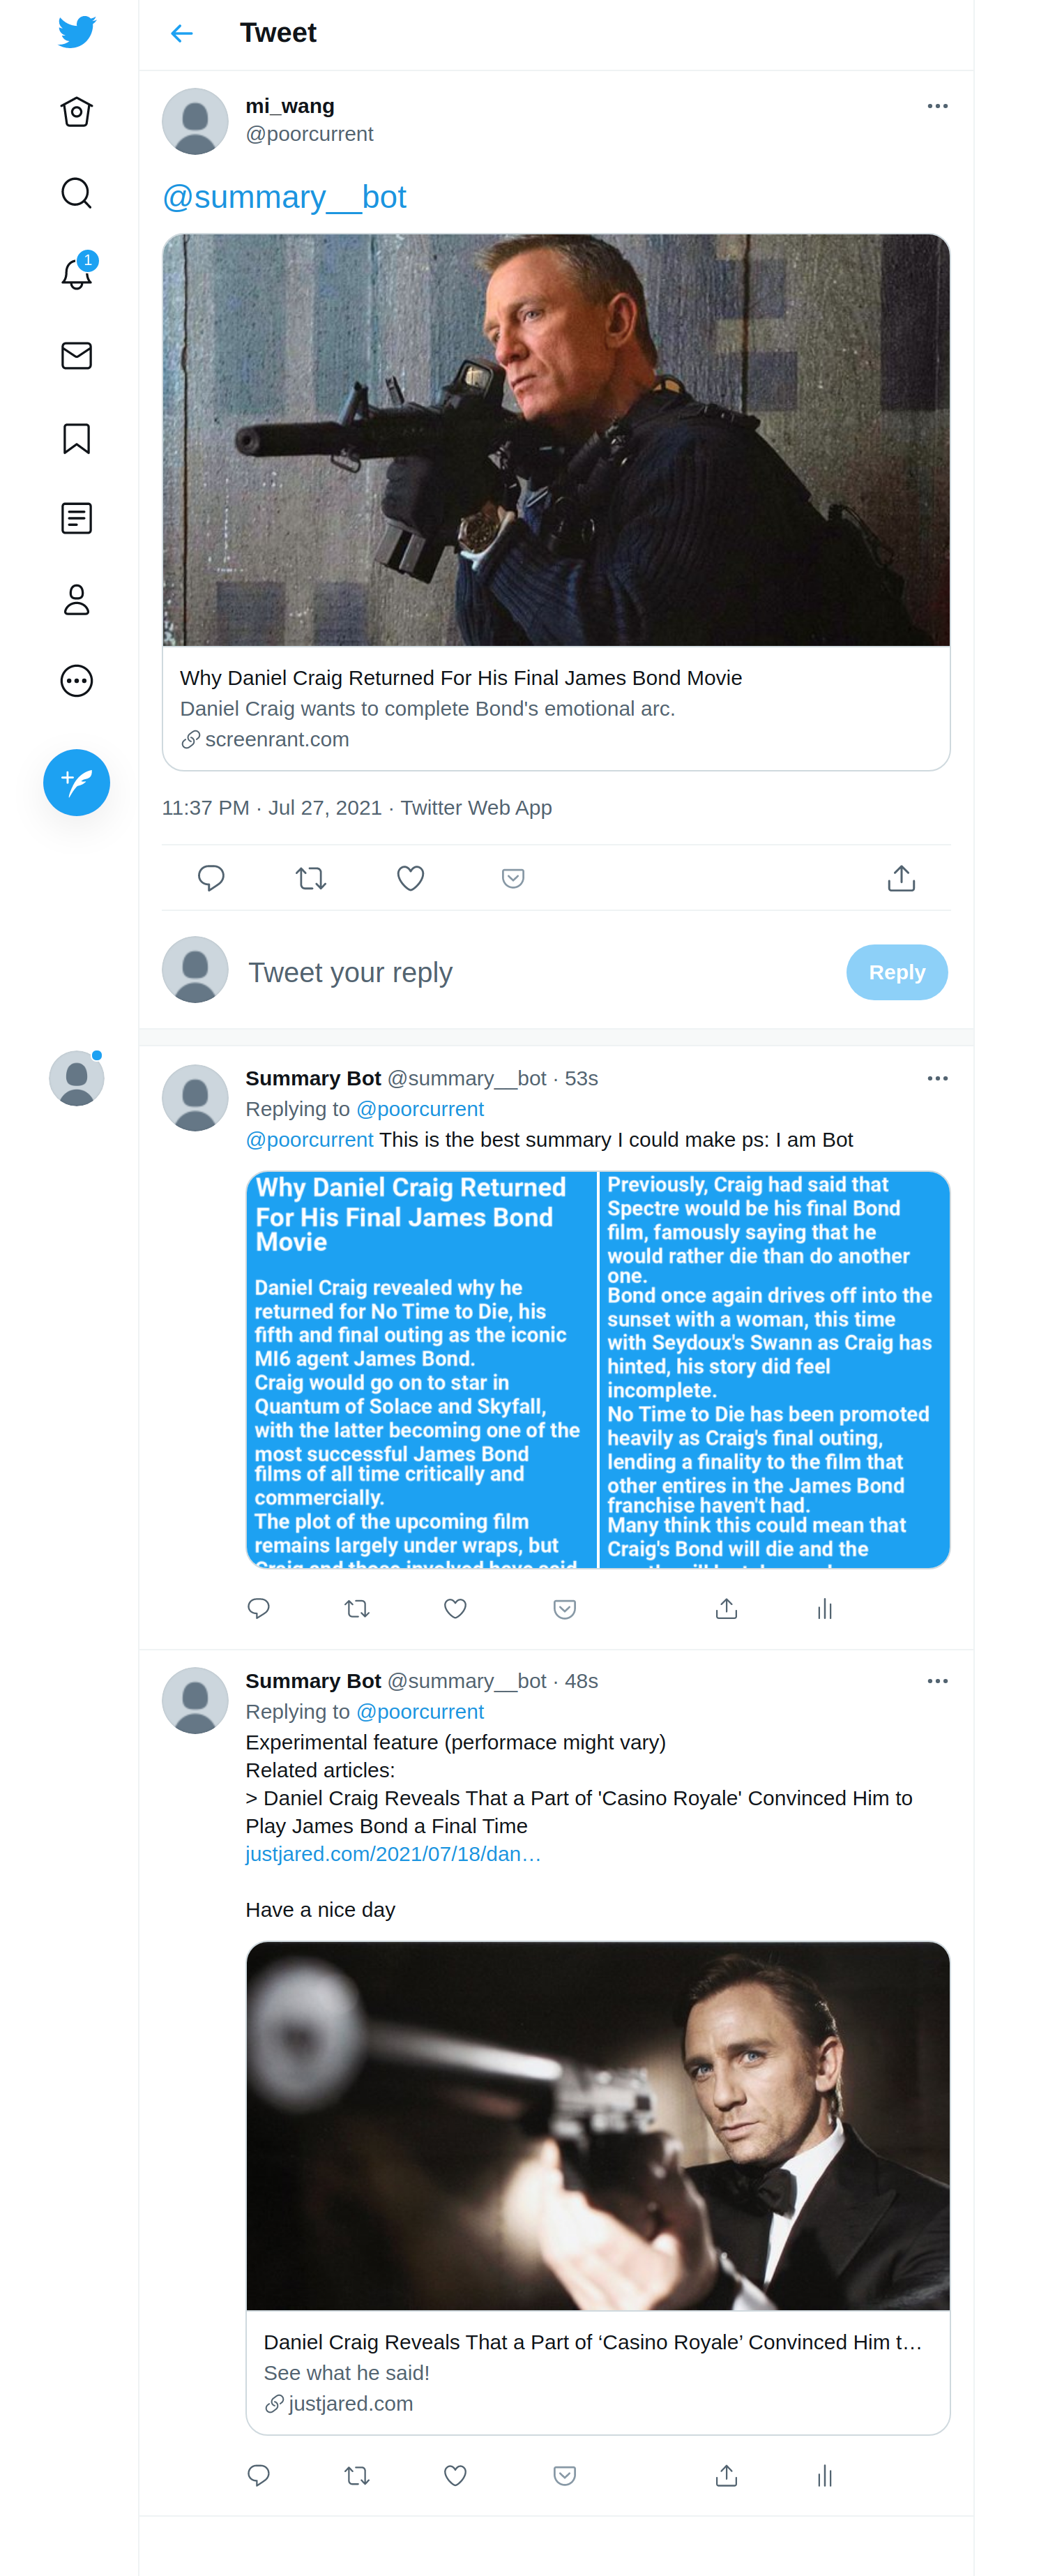 Tweet
mi_wang
@poorcurrent
@summary__bot
1
Why Daniel Craig Returned For His Final James Bond Movie
Daniel Craig wants to complete Bond's emotional arc.
screenrant.com
11:37 PM · Jul 27, 2021 · Twitter Web App
Tweet your reply
Reply
Summary Bot @summary__bot · 53s
Replying to @poorcurrent
@poorcurrent This is the best summary I could make ps: I am Bot
Why Daniel Craig Returned
For His Final James Bond
Movie
Daniel Craig revealed why he
returned for No Time to Die, his
fifth and final outing as the iconic
MI6 agent James Bond.
Craig would go on to star in
Quantum of Solace and Skyfall,
with the latter becoming one of the
most successful James Bond
films of all time critically and
commercially.
The plot of the upcoming film
remains largely under wraps, but
Craig and those involved have said
Previously, Craig had said that
Spectre would be his final Bond
film, famously saying that he
would rather die than do another
one.
Bond once again drives off into the
sunset with a woman, this time
with Seydoux's Swann as Craig has
hinted, his story did feel
incomplete.
No Time to Die has been promoted
heavily as Craig's final outing,
lending a finality to the film that
other entires in the James Bond
franchise haven't had.
Many think this could mean that
Craig's Bond will die and the
Summary Bot @summary__bot · 48s
Replying to @poorcurrent
Experimental feature (performace might vary)
Related articles:
> Daniel Craig Reveals That a Part of 'Casino Royale' Convinced Him to
Play James Bond a Final Time
justjared.com/2021/07/18/dan…
Have a nice day
Daniel Craig Reveals That a Part of ‘Casino Royale’ Convinced Him t…
See what he said!
justjared.com